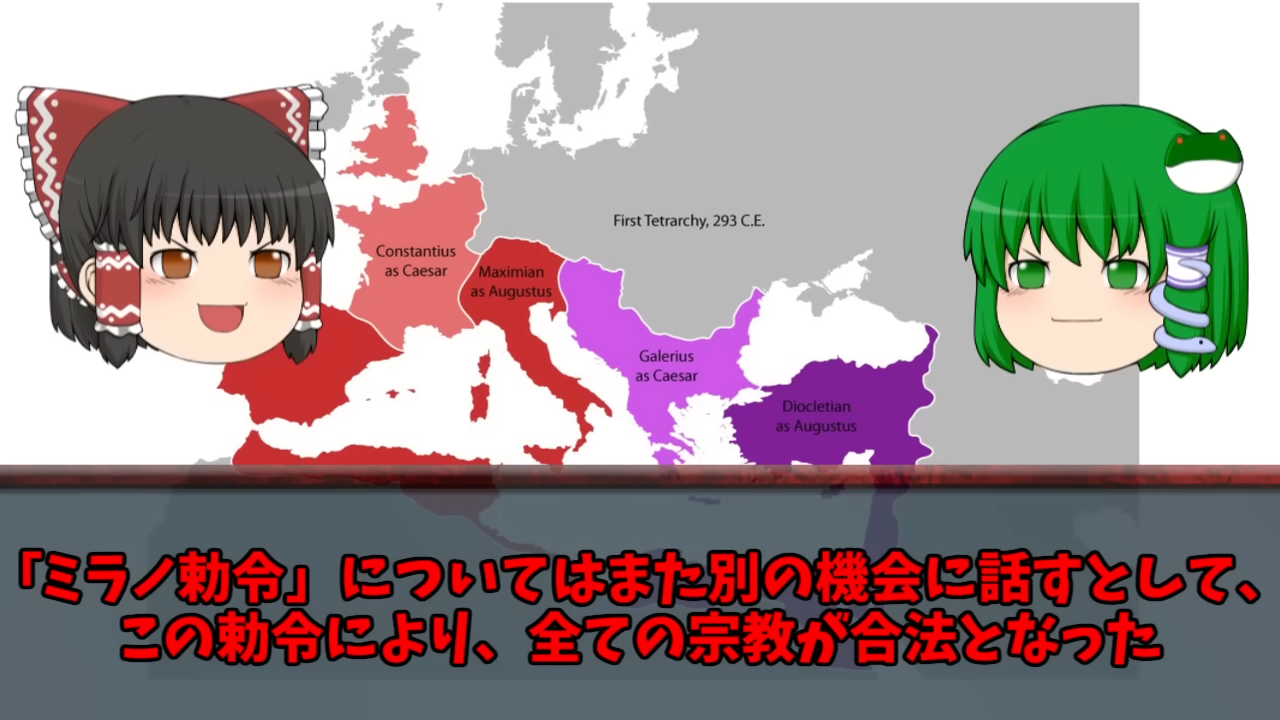 First Tetrarchy, 293 C.E.
Constantius
as Caesar
Maximian
as Augustus
Galerius
as Caesar
Diocletian
as Augustus
「ミラノ勅令」についてはまた別の機会に話すとして、
この勅令により、全ての宗教が合法となった